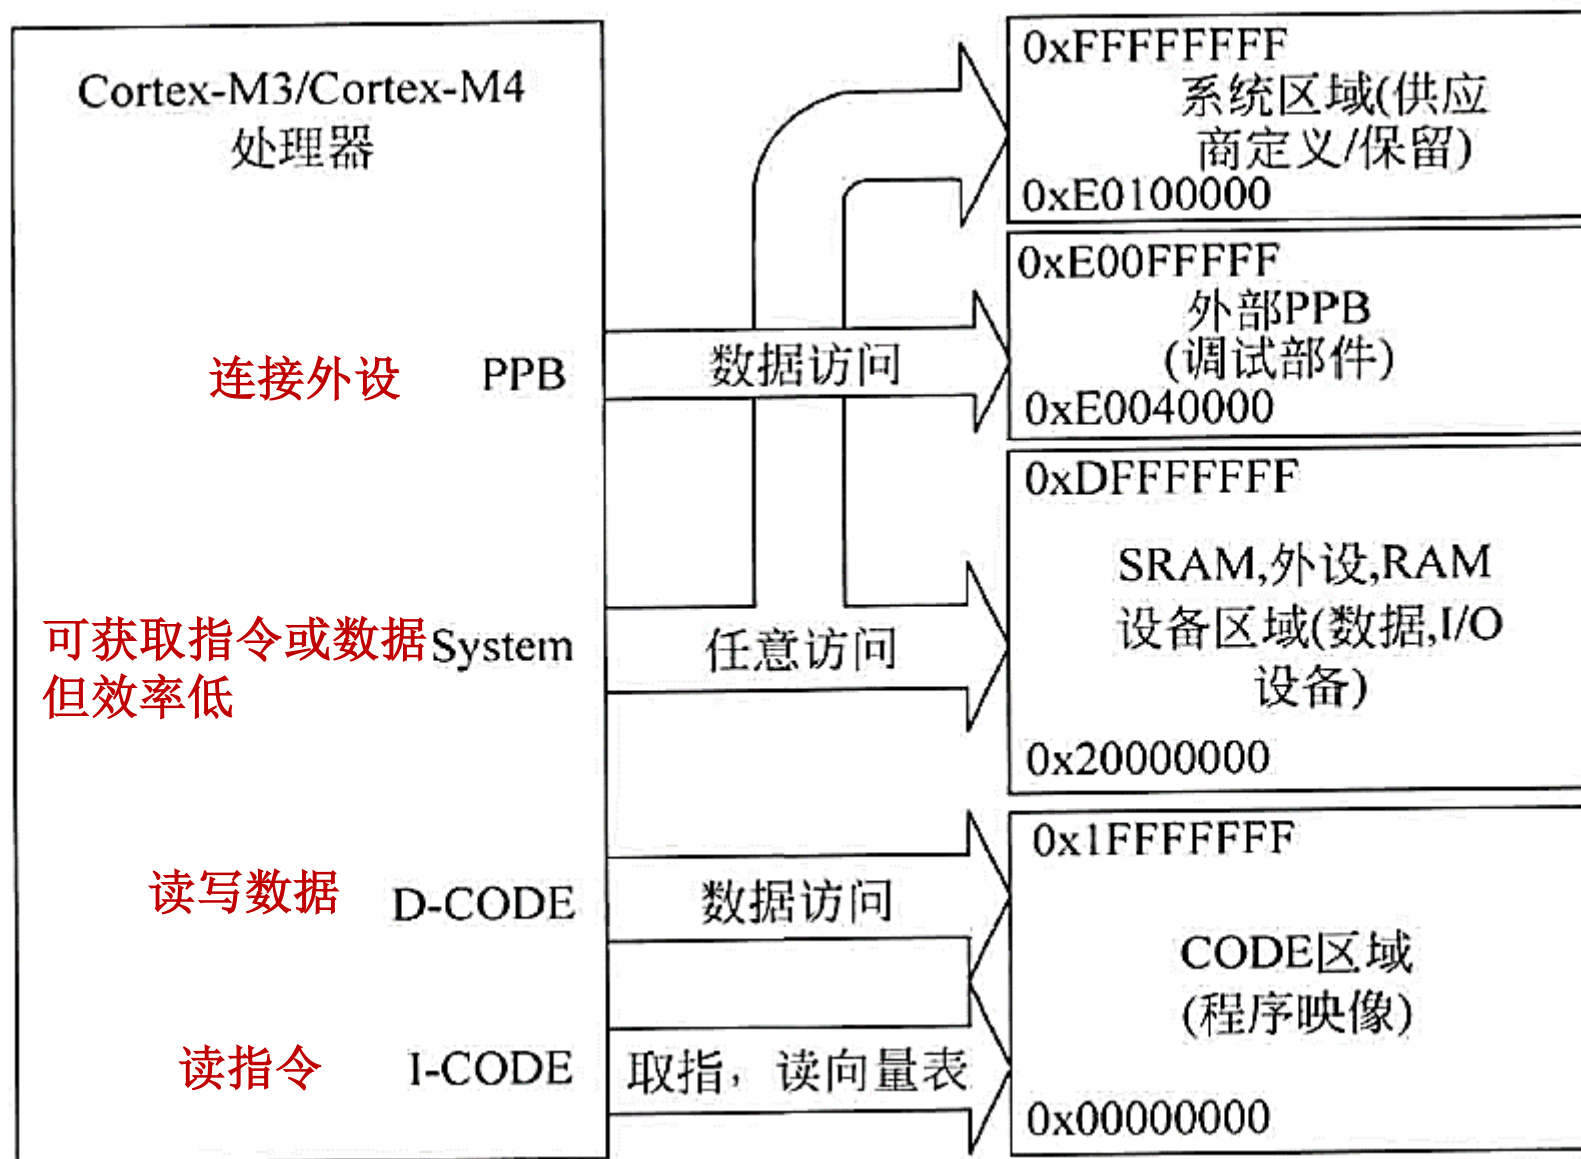 Cortex-M3/Cortex-M4
处理器
连接外设 PPB
可获取指令或数据 System
但效率低
读写数据 D-CODE
读指令 I-CODE
数据访问
任意访问
数据访问
取指，读向量表
0xFFFFFFFF
系统区域(供应
商定义/保留)
0xE0100000
0xE00FFFFF
外部PPB
(调试部件)
0xE0040000
0xDFFFFFFF
SRAM,外设,RAM
设备区域(数据,I/O
设备)
0x20000000
0x1FFFFFFF
CODE区域
(程序映像)
0x00000000